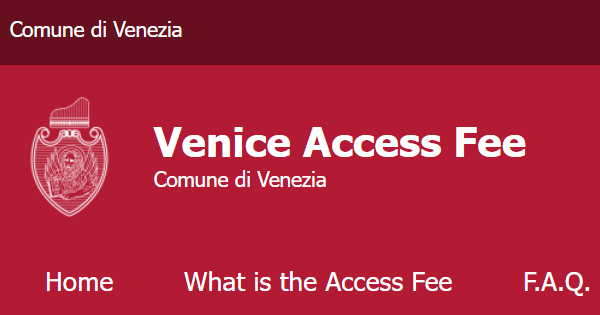 Comune di Venezia
Venice Access Fee
Comune di Venezia
Home What is the Access Fee F.A.Q.